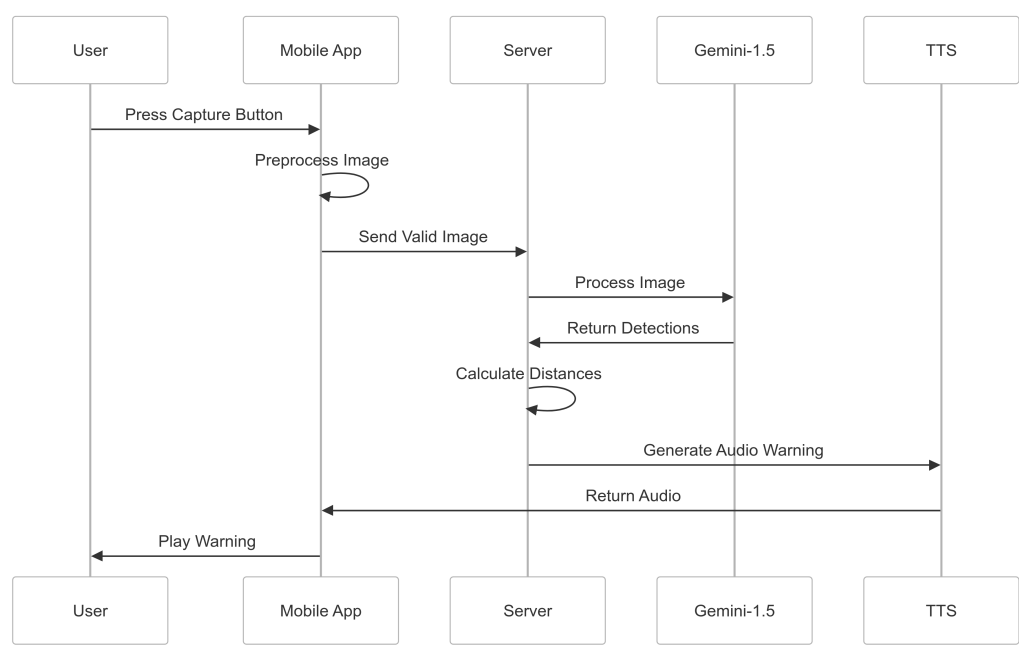 User
Mobile App
Server
Gemini-1.5
TTS
Press Capture Button
Preprocess Image
Send Valid Image
Process Image
Return Detections
Calculate Distances
Generate Audio Warning
Return Audio
Play Warning
User
Mobile App
Server
Gemini-1.5
TTS